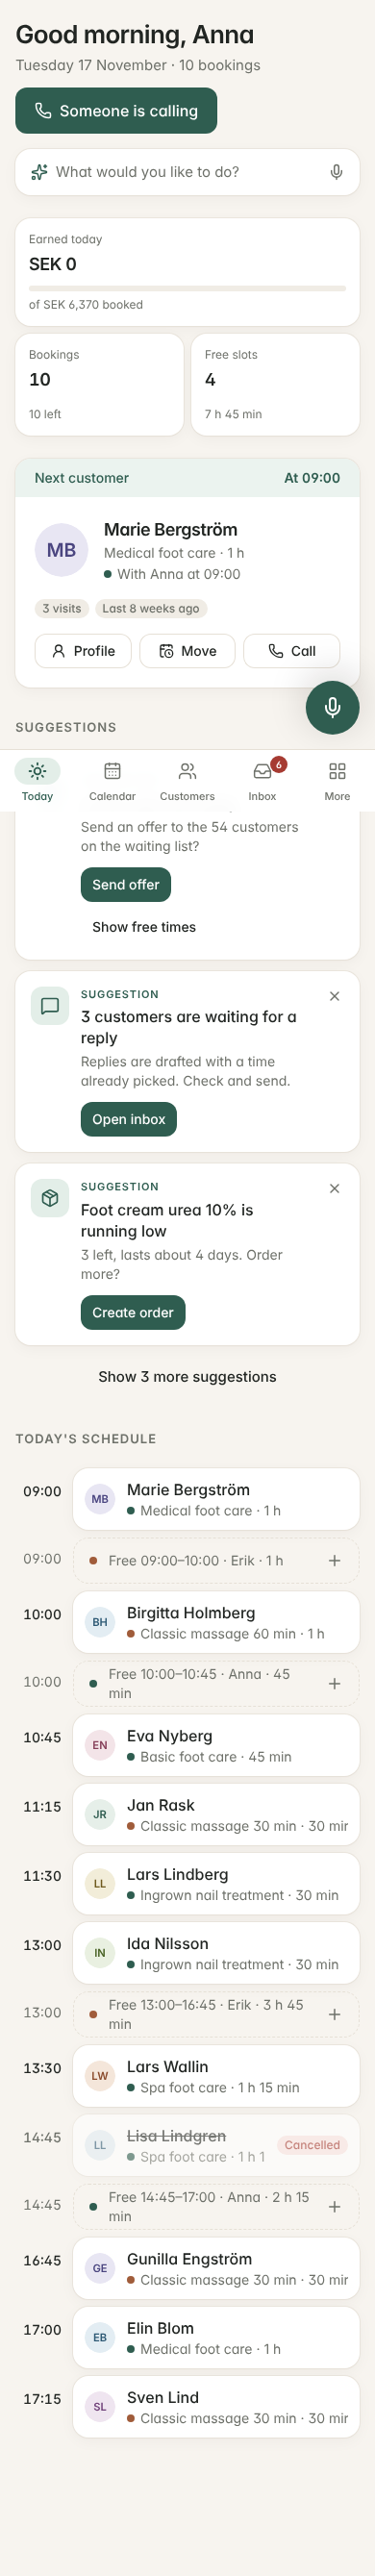 Good morning, Anna
Tuesday 17 November · 10 bookings
Someone is calling
What would you like to do?
Earned today
SEK 0
of SEK 6,370 booked
Bookings
10
10 left
Free slots
4
7 h 45 min
Next customer
At 09:00
MB
Marie Bergström
Medical foot care · 1 h
With Anna at 09:00
3 visits
Last 8 weeks ago
Profile
Move
Call
SUGGESTIONS
Today
Calendar
Customers
6
Inbox
More
Send an offer to the 54 customers
on the waiting list?
Send offer
Show free times
SUGGESTION
3 customers are waiting for a
reply
Replies are drafted with a time
already picked. Check and send.
Open inbox
SUGGESTION
Foot cream urea 10% is
running low
3 left, lasts about 4 days. Order
more?
Create order
Show 3 more suggestions
TODAY'S SCHEDULE
09:00
MB
Marie Bergström
Medical foot care · 1 h
09:00
Free 09:00–10:00 · Erik · 1 h
10:00
BH
Birgitta Holmberg
Classic massage 60 min · 1 h
10:00
Free 10:00–10:45 · Anna · 45
min
10:45
EN
Eva Nyberg
Basic foot care · 45 min
11:15
JR
Jan Rask
Classic massage 30 min · 30 mir
11:30
LL
Lars Lindberg
Ingrown nail treatment · 30 min
13:00
IN
Ida Nilsson
Ingrown nail treatment · 30 min
13:00
Free 13:00–16:45 · Erik · 3 h 45
min
13:30
LW
Lars Wallin
Spa foot care · 1 h 15 min
14:45
LL
Lisa Lindgren
Spa foot care · 1 h 1
Cancelled
14:45
Free 14:45–17:00 · Anna · 2 h 15
min
16:45
GE
Gunilla Engström
Classic massage 30 min · 30 mir
17:00
EB
Elin Blom
Medical foot care · 1 h
17:15
SL
Sven Lind
Classic massage 30 min · 30 mir